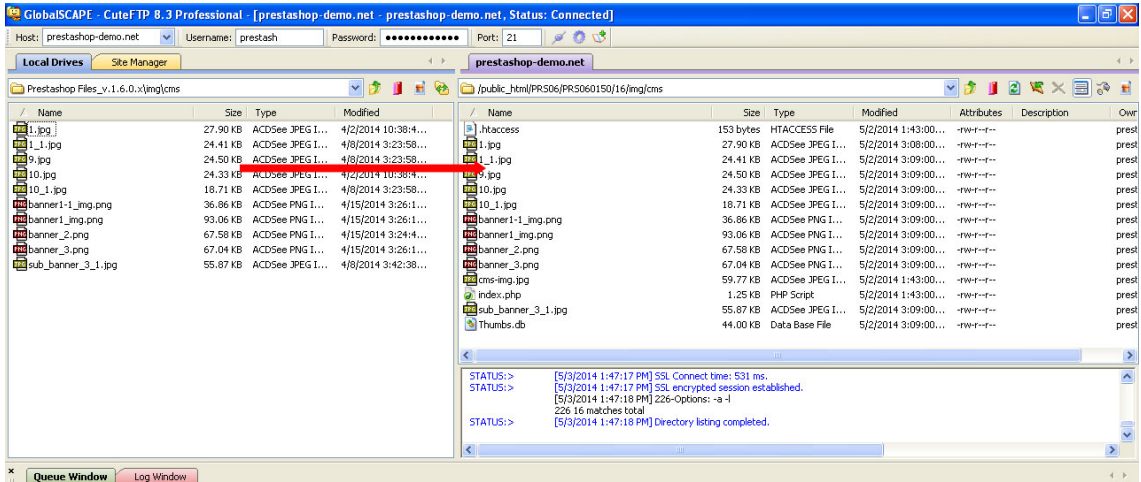 GlobalSCAPE - CuteFTP 8.3 Professional - [prestashop-demo.net - prestashop-demo.net, Status: Connected]
Host: prestashop-demo.net Username: prestash Password: ●●●●●●●●●●●● Port: 21
Local Drives Site Manager prestashop-demo.net
Prestashop Files_v.1.6.0.x\img\cms
/public_html/PRS06/PRS060150/16/img/cms
/ Name Size Type Modified
1.jpg 27.90 KB ACDSee JPEG I... 4/2/2014 10:38:4...
1_1.jpg 24.41 KB ACDSee JPEG I... 4/8/2014 3:23:58...
9.jpg 24.50 KB ACDSee JPEG I... 4/8/2014 3:23:58...
10.jpg 24.33 KB ACDSee JPEG I... 4/2/2014 10:38:4...
10_1.jpg 18.71 KB ACDSee JPEG I... 4/8/2014 3:23:58...
banner1-1_img.png 36.86 KB ACDSee PNG I... 4/15/2014 3:26:1...
banner1_img.png 93.06 KB ACDSee PNG I... 4/15/2014 3:26:1...
banner_2.png 67.58 KB ACDSee PNG I... 4/15/2014 3:24:4...
banner_3.png 67.04 KB ACDSee PNG I... 4/15/2014 3:26:1...
sub_banner_3_1.jpg 55.87 KB ACDSee JPEG I... 4/8/2014 3:42:38...
/ Name Size Type Modified Attributes Description Own
.htaccess 153 bytes HTACCESS File 5/2/2014 1:43:00... -rw-r--r-- prest
1.jpg 27.90 KB ACDSee JPEG I... 5/2/2014 3:08:00... -rw-r--r-- prest
1_1.jpg 24.41 KB ACDSee JPEG I... 5/2/2014 3:09:00... -rw-r--r-- prest
9.jpg 24.50 KB ACDSee JPEG I... 5/2/2014 3:09:00... -rw-r--r-- prest
10.jpg 24.33 KB ACDSee JPEG I... 5/2/2014 3:09:00... -rw-r--r-- prest
10_1.jpg 18.71 KB ACDSee JPEG I... 5/2/2014 3:09:00... -rw-r--r-- prest
banner1-1_img.png 36.86 KB ACDSee PNG I... 5/2/2014 3:09:00... -rw-r--r-- prest
banner1_img.png 93.06 KB ACDSee PNG I... 5/2/2014 3:09:00... -rw-r--r-- prest
banner_2.png 67.58 KB ACDSee PNG I... 5/2/2014 3:09:00... -rw-r--r-- prest
banner_3.png 67.04 KB ACDSee PNG I... 5/2/2014 3:09:00... -rw-r--r-- prest
cms-img.jpg 59.77 KB ACDSee JPEG I... 5/2/2014 1:43:00... -rw-r--r-- prest
index.php 1.25 KB PHP Script 5/2/2014 1:43:00... -rw-r--r-- prest
sub_banner_3_1.jpg 55.87 KB ACDSee JPEG I... 5/2/2014 3:09:00... -rw-r--r-- prest
Thumbs.db 44.00 KB Data Base File 5/2/2014 3:09:00... -rw-r--r-- prest
STATUS:> [5/3/2014 1:47:17 PM] SSL Connect time: 531 ms.
STATUS:> [5/3/2014 1:47:17 PM] SSL encrypted session established.
[5/3/2014 1:47:18 PM] 226-Options: -a -l
226 16 matches total
STATUS:> [5/3/2014 1:47:18 PM] Directory listing completed.
Queue Window Log Window